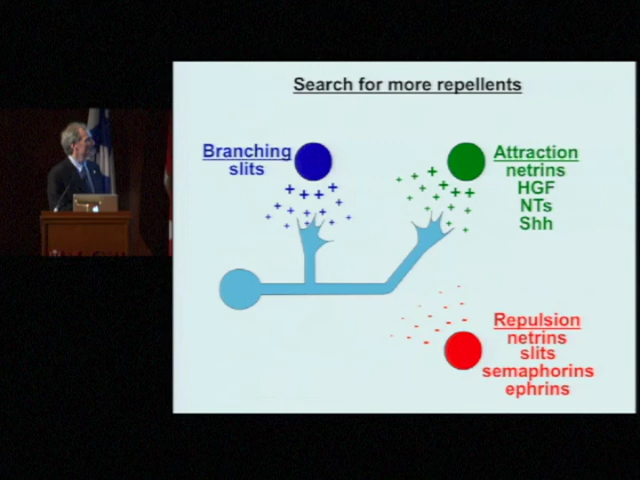 Search for more repellents
Branching
slits
Attraction
netrins
HGF
NTs
Shh
Repulsion
netrins
slits
semaphorins
ephrins